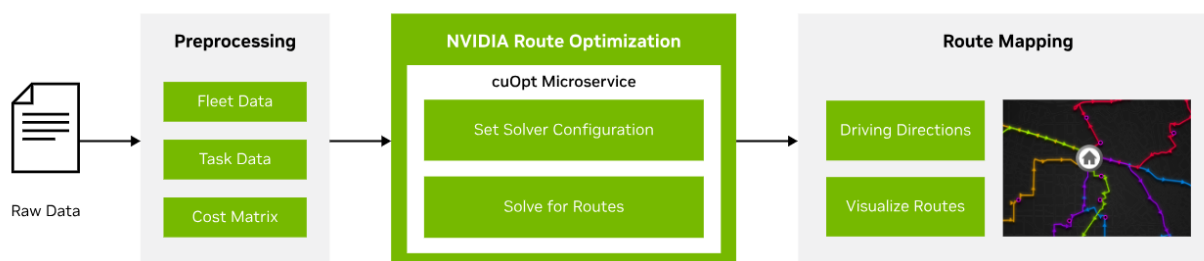 Raw Data
Preprocessing
Fleet Data
Task Data
Cost Matrix
NVIDIA Route Optimization
cuOpt Microservice
Set Solver Configuration
Solve for Routes
Route Mapping
Driving Directions
Visualize Routes